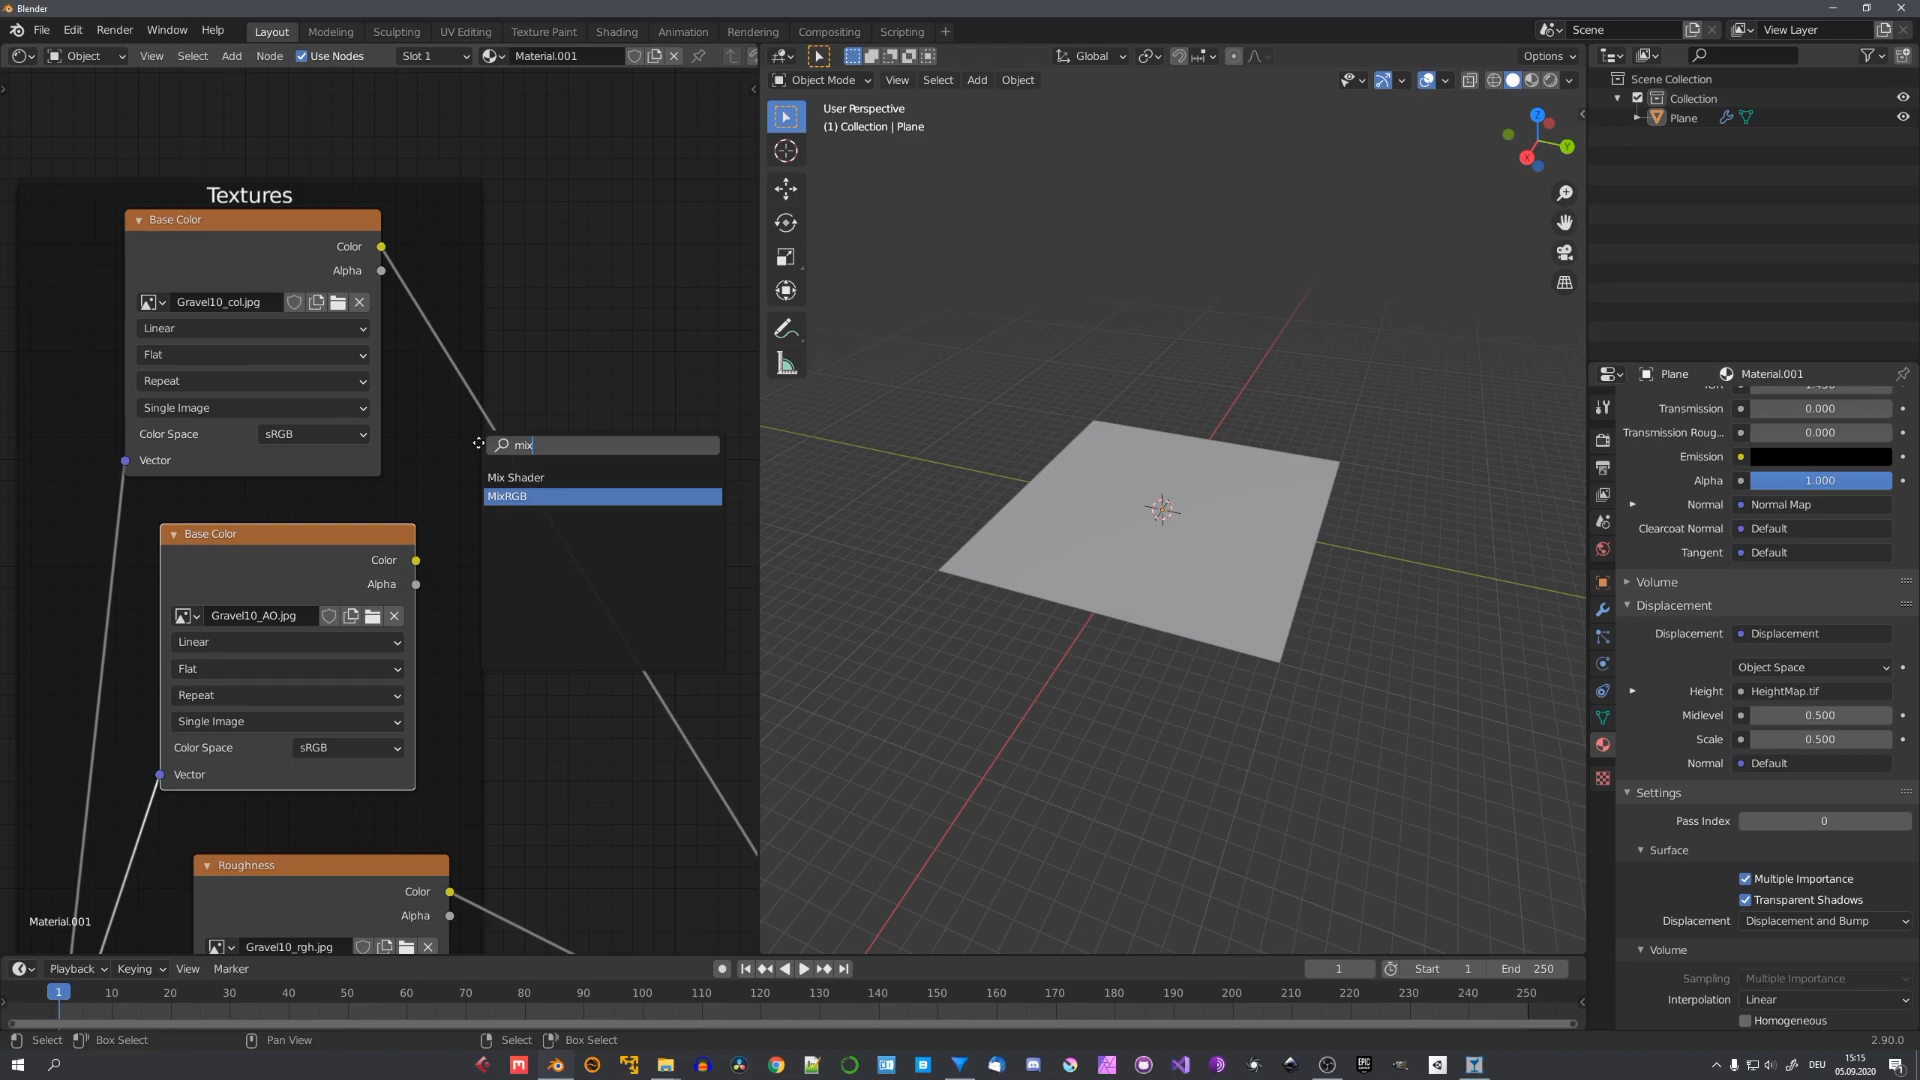 Blender
File Edit Render Window Help
Layout Modeling Sculpting UV Editing Texture Paint Shading Animation Rendering Compositing Scripting
Scene
View Layer
Object View Select Add Node Use Nodes Slot 1 Material.001
Global
Options
Object Mode View Select Add Object
User Perspective
(1) Collection | Plane
Z
Y
X
Scene Collection
Collection
Plane
Textures
Base Color
Color
Alpha
Gravel10_col.jpg
Linear
Flat
Repeat
Single Image
Color Space sRGB
Vector
mix
Mix Shader
MixRGB
Base Color
Color
Alpha
Gravel10_AO.jpg
Linear
Flat
Repeat
Single Image
Color Space sRGB
Vector
Roughness
Color
Alpha
Gravel10_rgh.jpg
Material.001
Plane Material.001
Transmission 0.000
Transmission Roug... 0.000
Emission
Alpha 1.000
Normal Normal Map
Clearcoat Normal Default
Tangent Default
Volume
Displacement
Displacement Displacement
Object Space
Height HeightMap.tif
Midlevel 0.500
Scale 0.500
Normal Default
Settings
Pass Index 0
Surface
Multiple Importance
Transparent Shadows
Displacement Displacement and Bump
Volume
Sampling Multiple Importance
Interpolation Linear
Homogeneous
Playback Keying View Marker
1 Start 1 End 250
1 10 20 30 40 50 60 70 80 90 100 110 120 130 140 150 160 170 180 190 200 210 220 230 240 250
Select Box Select Pan View Select Box Select
2.90.0
DEU
15:15
05.09.2020